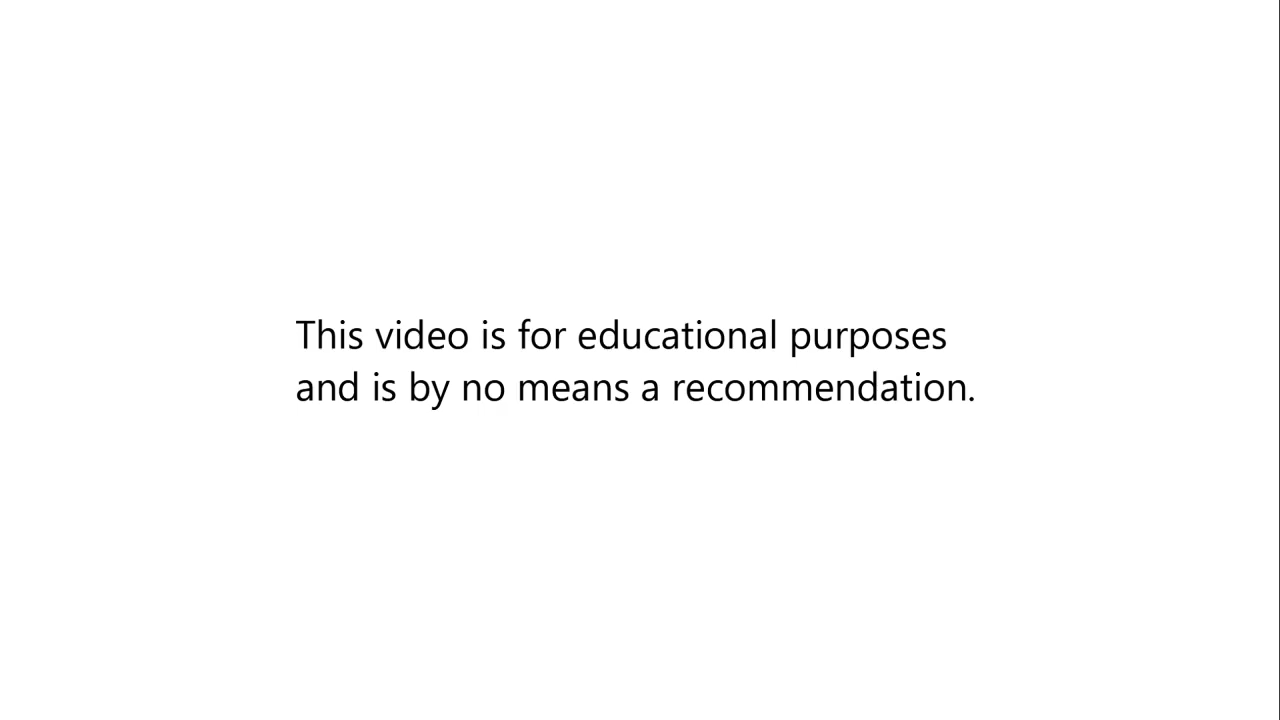 This video is for educational purposes
and is by no means a recommendation.